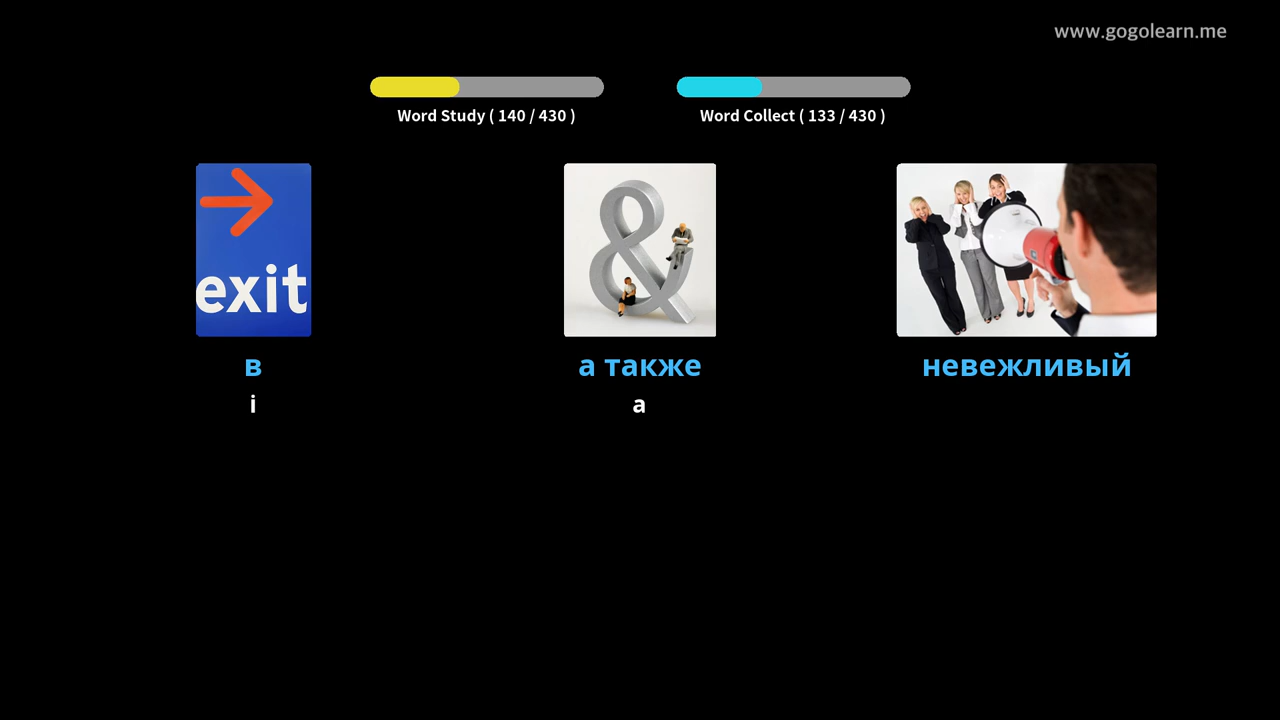 www.gogolearn.me
Word Study ( 140 / 430 )
Word Collect ( 133 / 430 )
exit
&
в
а также
невежливый
i
a